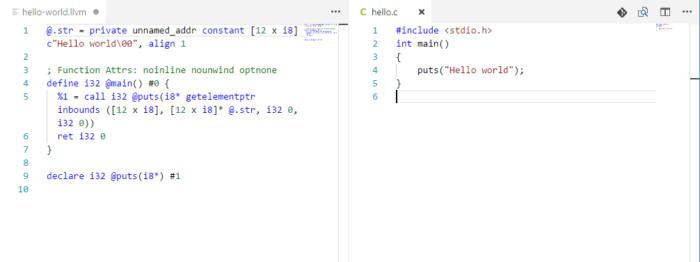 hello-world.llvm
1 @.str = private unnamed_addr constant [12 x i8]
c"Hello world\00", align 1
2
3 ; Function Attrs: noinline nounwind optnone
4 define i32 @main() #0 {
5 %1 = call i32 @puts(i8* getelementptr
inbounds ([12 x i8], [12 x i8]* @.str, i32 0,
i32 0))
6 ret i32 0
7 }
8
9 declare i32 @puts(i8*) #1
10
C hello.c
1 #include <stdio.h>
2 int main()
3 {
4 puts("Hello world");
5 }
6